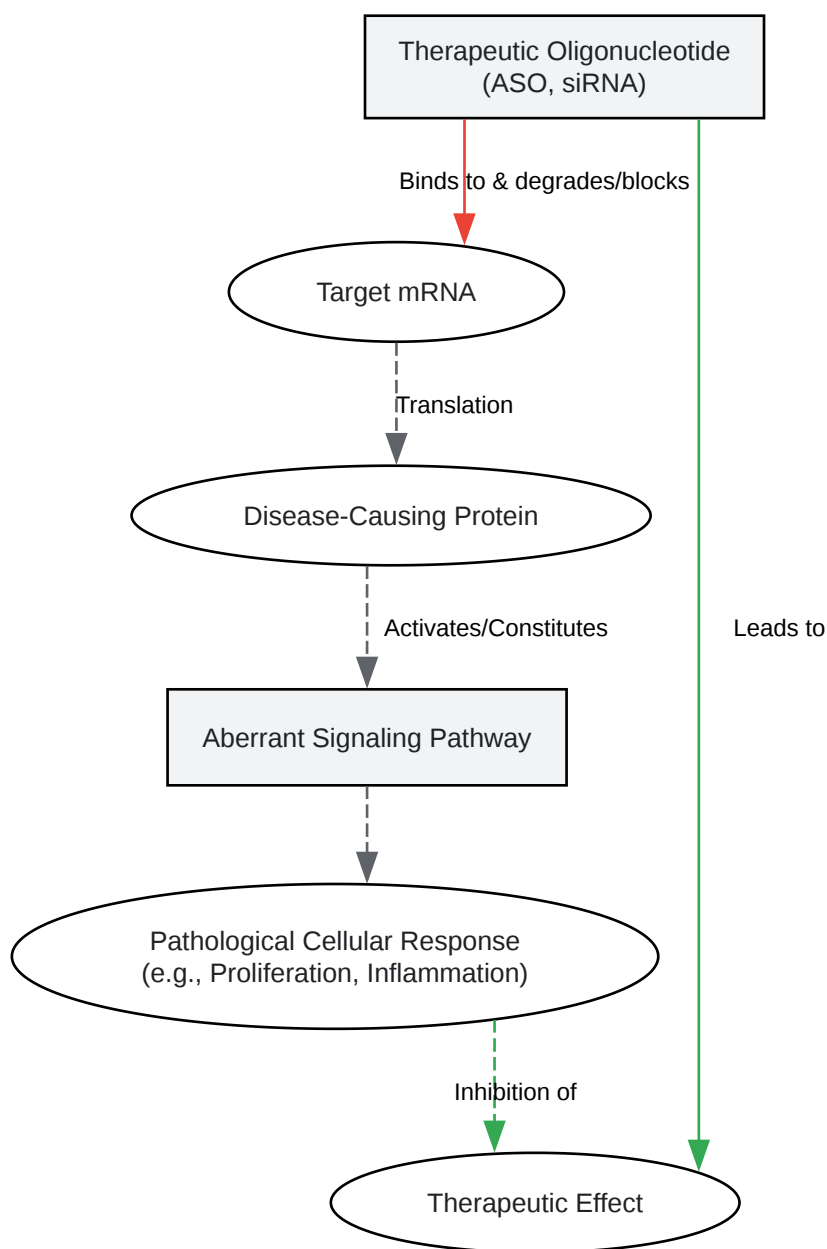 Therapeutic Oligonucleotide
(ASO, siRNA)
Binds to & degrades/blocks
Target mRNA
Translation
Disease-Causing Protein
Activates/Constitutes
Leads to
Aberrant Signaling Pathway
Pathological Cellular Response
(e.g., Proliferation, Inflammation)
Inhibition of
Therapeutic Effect